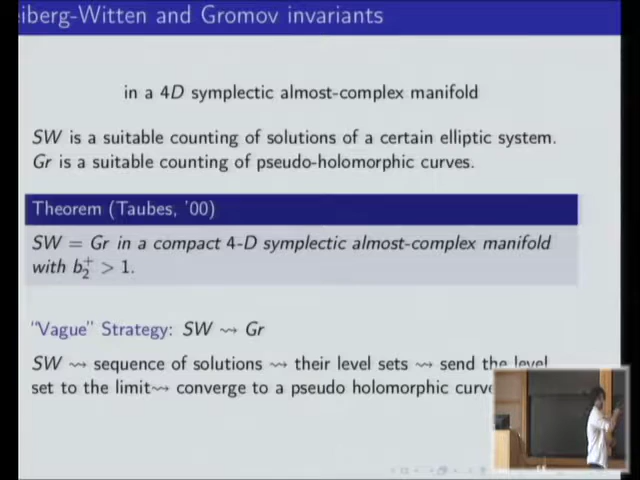 eiberg-Witten and Gromov invariants
in a 4D symplectic almost-complex manifold
SW is a suitable counting of solutions of a certain elliptic system.
Gr is a suitable counting of pseudo-holomorphic curves.
Theorem (Taubes, '00)
SW = Gr in a compact 4-D symplectic almost-complex manifold
with b₂⁺ > 1.
"Vague" Strategy: SW ⇝ Gr
SW ⇝ sequence of solutions ⇝ their level sets ⇝ send the level
set to the limit⇝ converge to a pseudo holomorphic curve